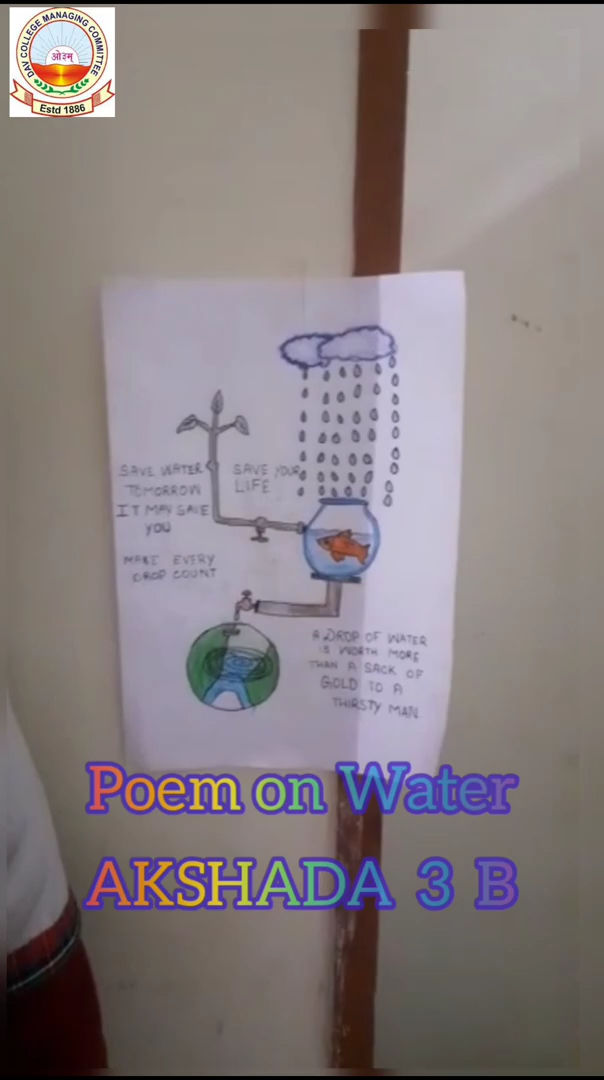 DAV COLLEGE MANAGING COMMITTEE
ओ३म्
Estd 1886
SAVE WATER
TOMORROW
IT MAY SAVE
YOU
SAVE YOUR
LIFE
MAKE EVERY
DROP COUNT
A DROP OF WATER
IS WORTH MORE
THAN A SACK OF
GOLD TO A
THIRSTY MAN
Poem on Water
AKSHADA 3 B